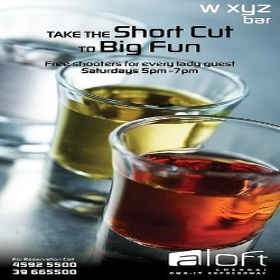 w xyz
bar
TAKE THE Short Cut
TO Big Fun
Free shooters for every lady guest
Saturdays 5pm-7pm
For Reservation Call
4592 5500
39 665500
aloft
CHENNAI
OMR-IT EXPRESSWAY